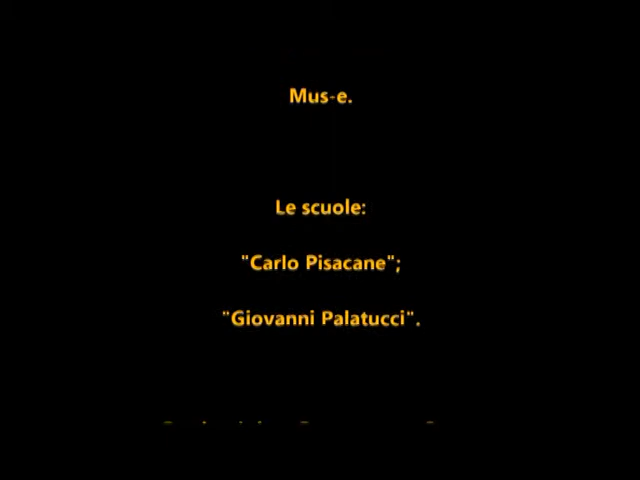 Mus-e.
Le scuole:
"Carlo Pisacane";
"Giovanni Palatucci".